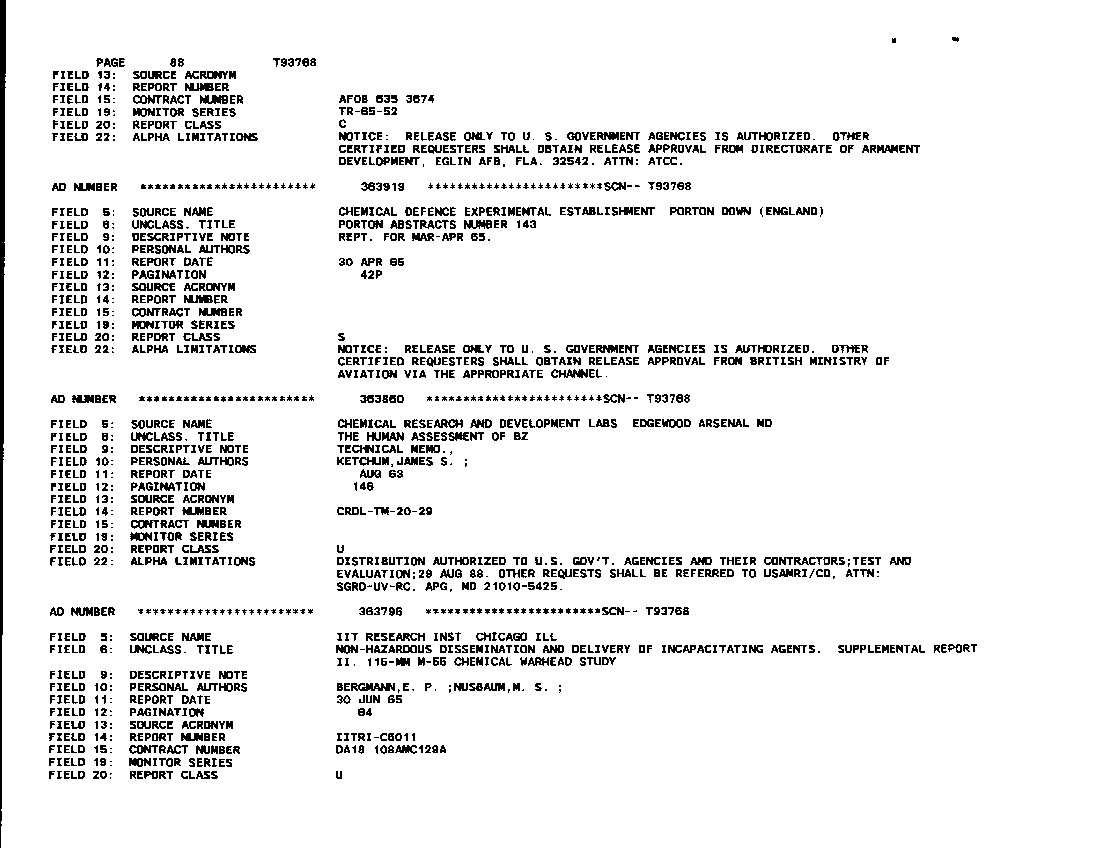 PAGE 88 T93768
FIELD 13: SOURCE ACRONYM
FIELD 14: REPORT NUMBER
FIELD 15: CONTRACT NUMBER AF08 635 3674
FIELD 19: MONITOR SERIES TR-65-52
FIELD 20: REPORT CLASS C
FIELD 22: ALPHA LIMITATIONS NOTICE: RELEASE ONLY TO U. S. GOVERNMENT AGENCIES IS AUTHORIZED. OTHER
CERTIFIED REQUESTERS SHALL OBTAIN RELEASE APPROVAL FROM DIRECTORATE OF ARMAMENT
DEVELOPMENT, EGLIN AFB, FLA. 32542. ATTN: ATCC.
AD NUMBER ************************ 363919 ************************SCN-- T93768
FIELD 5: SOURCE NAME CHEMICAL DEFENCE EXPERIMENTAL ESTABLISHMENT PORTON DOWN (ENGLAND)
FIELD 6: UNCLASS. TITLE PORTON ABSTRACTS NUMBER 143
FIELD 9: DESCRIPTIVE NOTE REPT. FOR MAR-APR 65.
FIELD 10: PERSONAL AUTHORS
FIELD 11: REPORT DATE 30 APR 65
FIELD 12: PAGINATION 42P
FIELD 13: SOURCE ACRONYM
FIELD 14: REPORT NUMBER
FIELD 15: CONTRACT NUMBER
FIELD 19: MONITOR SERIES
FIELD 20: REPORT CLASS S
FIELD 22: ALPHA LIMITATIONS NOTICE: RELEASE ONLY TO U. S. GOVERNMENT AGENCIES IS AUTHORIZED. OTHER
CERTIFIED REQUESTERS SHALL OBTAIN RELEASE APPROVAL FROM BRITISH MINISTRY OF
AVIATION VIA THE APPROPRIATE CHANNEL.
AD NUMBER ************************ 363860 ************************SCN-- T93768
FIELD 5: SOURCE NAME CHEMICAL RESEARCH AND DEVELOPMENT LABS EDGEWOOD ARSENAL MD
FIELD 6: UNCLASS. TITLE THE HUMAN ASSESSMENT OF BZ
FIELD 9: DESCRIPTIVE NOTE TECHNICAL MEMO.,
FIELD 10: PERSONAL AUTHORS KETCHUM,JAMES S. ;
FIELD 11: REPORT DATE AUG 63
FIELD 12: PAGINATION 146
FIELD 13: SOURCE ACRONYM
FIELD 14: REPORT NUMBER CRDL-TM-20-29
FIELD 15: CONTRACT NUMBER
FIELD 19: MONITOR SERIES
FIELD 20: REPORT CLASS U
FIELD 22: ALPHA LIMITATIONS DISTRIBUTION AUTHORIZED TO U.S. GOV'T. AGENCIES AND THEIR CONTRACTORS;TEST AND
EVALUATION;29 AUG 88. OTHER REQUESTS SHALL BE REFERRED TO USAMRI/CD, ATTN:
SGRD-UV-RC. APG, MD 21010-5425.
AD NUMBER ************************ 363796 ************************SCN-- T93768
FIELD 5: SOURCE NAME IIT RESEARCH INST CHICAGO ILL
FIELD 6: UNCLASS. TITLE NON-HAZARDOUS DISSEMINATION AND DELIVERY OF INCAPACITATING AGENTS. SUPPLEMENTAL REPORT
II. 115-MM M-55 CHEMICAL WARHEAD STUDY
FIELD 9: DESCRIPTIVE NOTE
FIELD 10: PERSONAL AUTHORS BERGMANN,E. P. ;NUSBAUM,M. S. ;
FIELD 11: REPORT DATE 30 JUN 65
FIELD 12: PAGINATION 64
FIELD 13: SOURCE ACRONYM
FIELD 14: REPORT NUMBER IITRI-C6011
FIELD 15: CONTRACT NUMBER DA18 108AMC129A
FIELD 19: MONITOR SERIES
FIELD 20: REPORT CLASS U